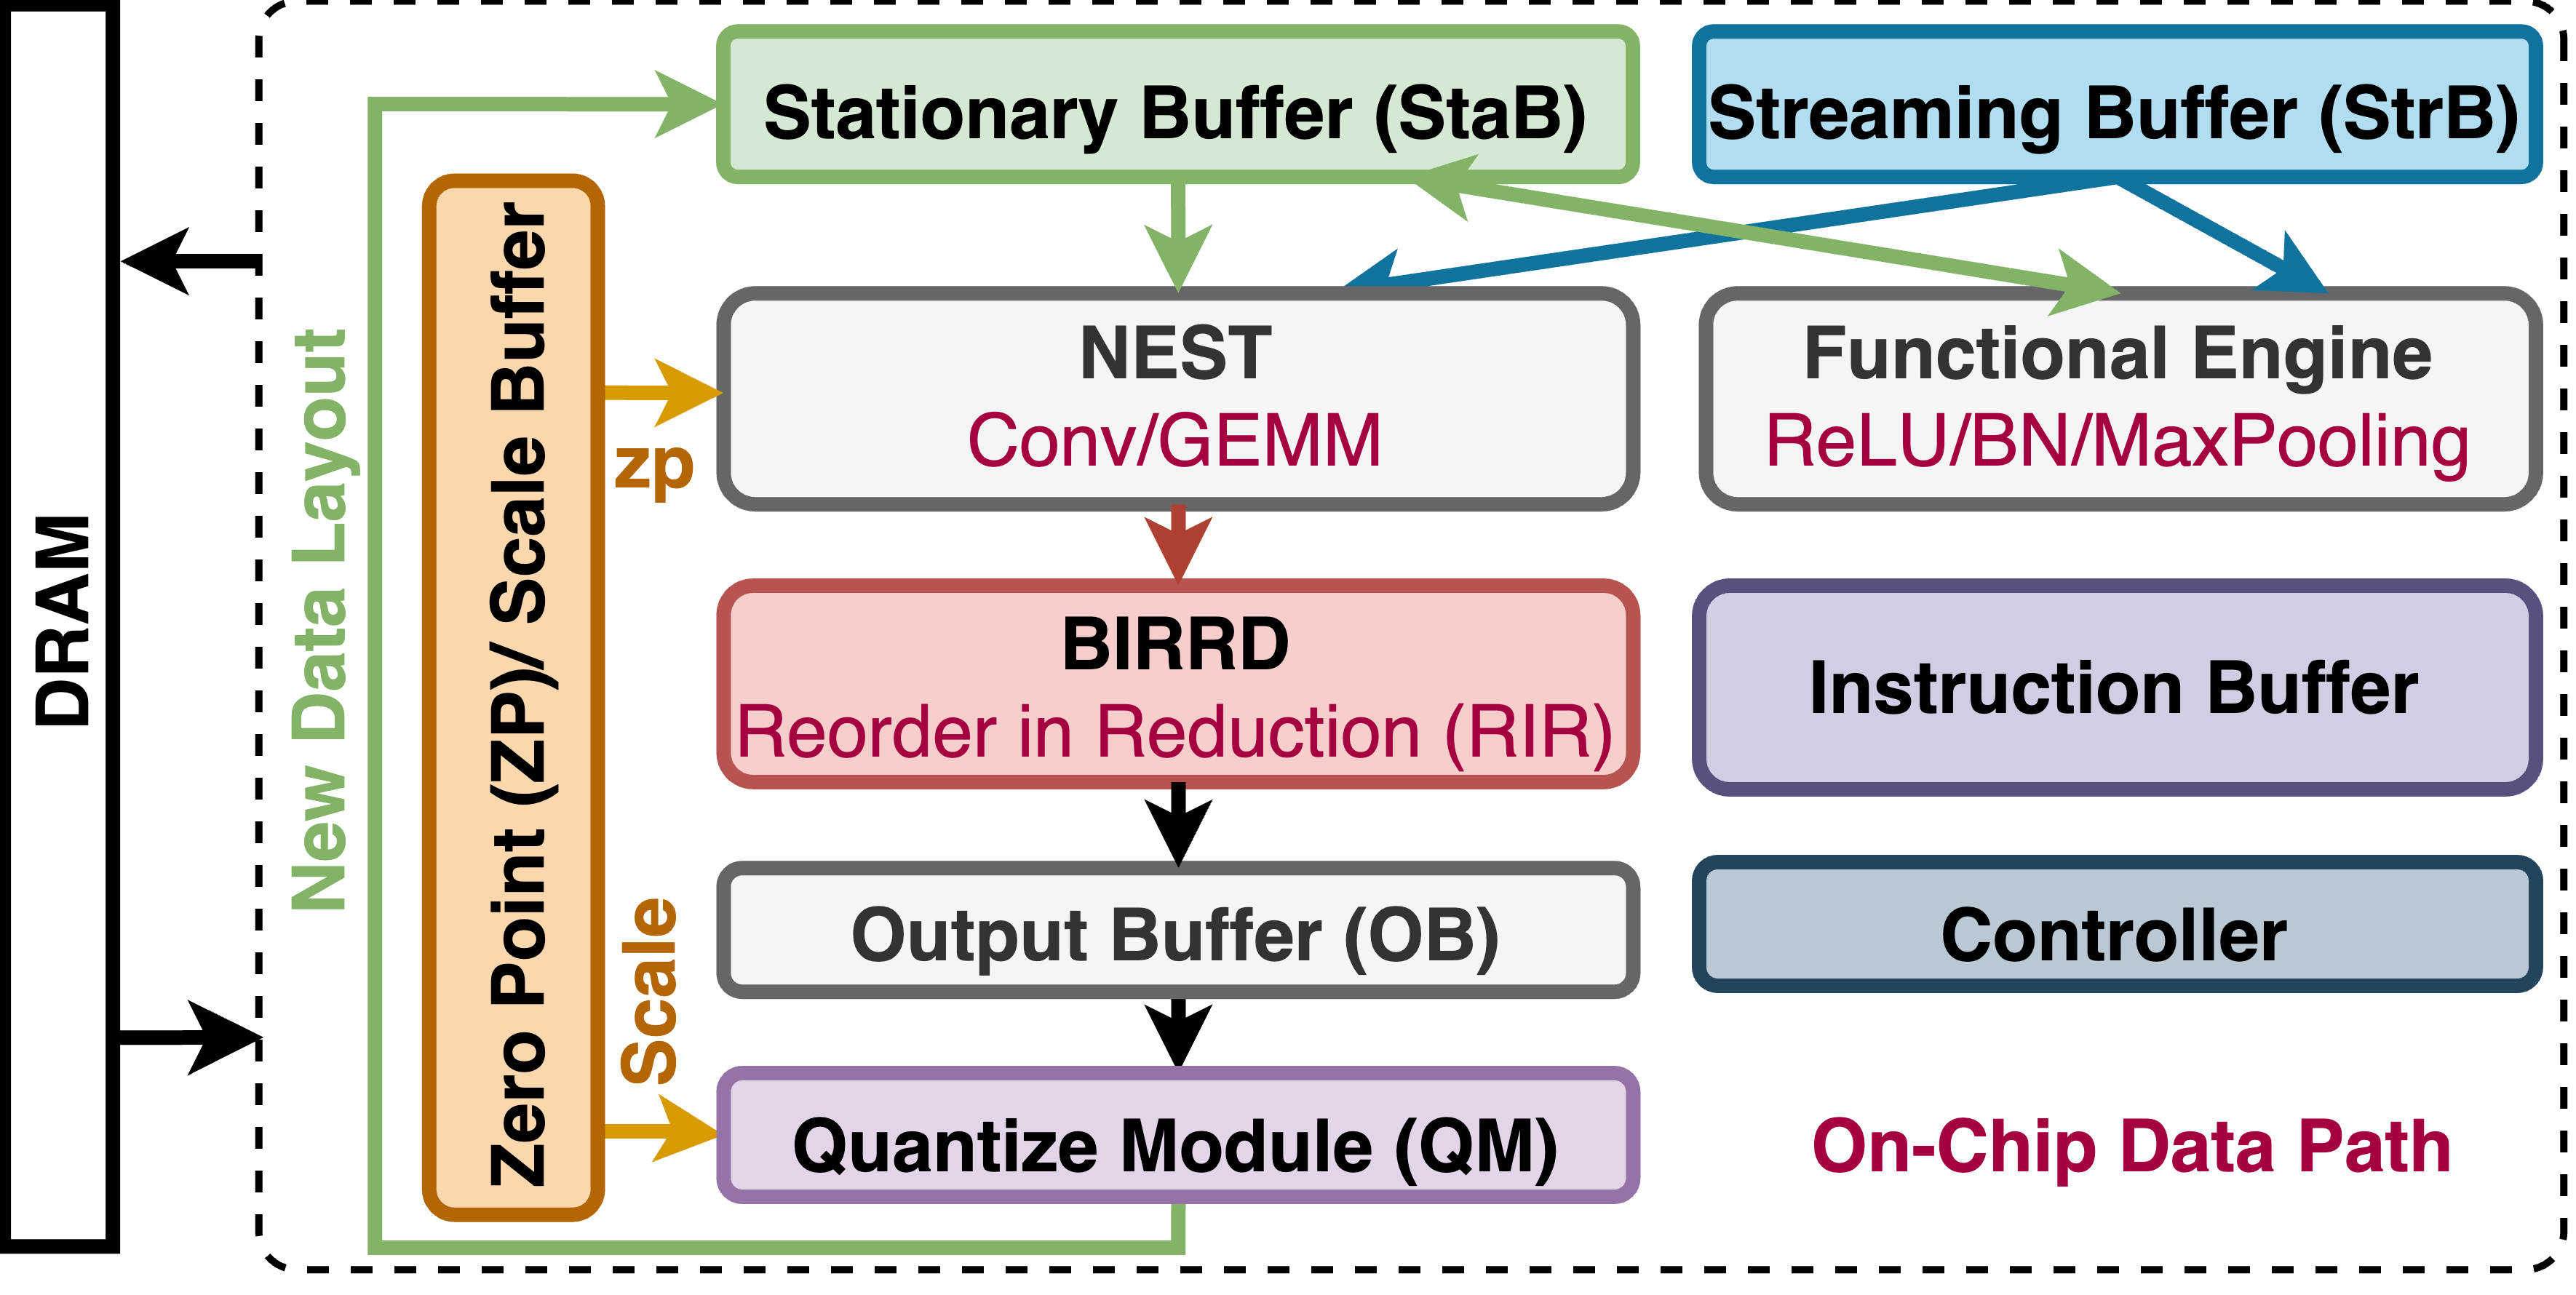 DRAM
New Data Layout
Zero Point (ZP)/ Scale Buffer
zp
Scale
Stationary Buffer (StaB)
Streaming Buffer (StrB)
NEST
Conv/GEMM
Functional Engine
ReLU/BN/MaxPooling
BIRRD
Reorder in Reduction (RIR)
Instruction Buffer
Output Buffer (OB)
Controller
Quantize Module (QM)
On-Chip Data Path